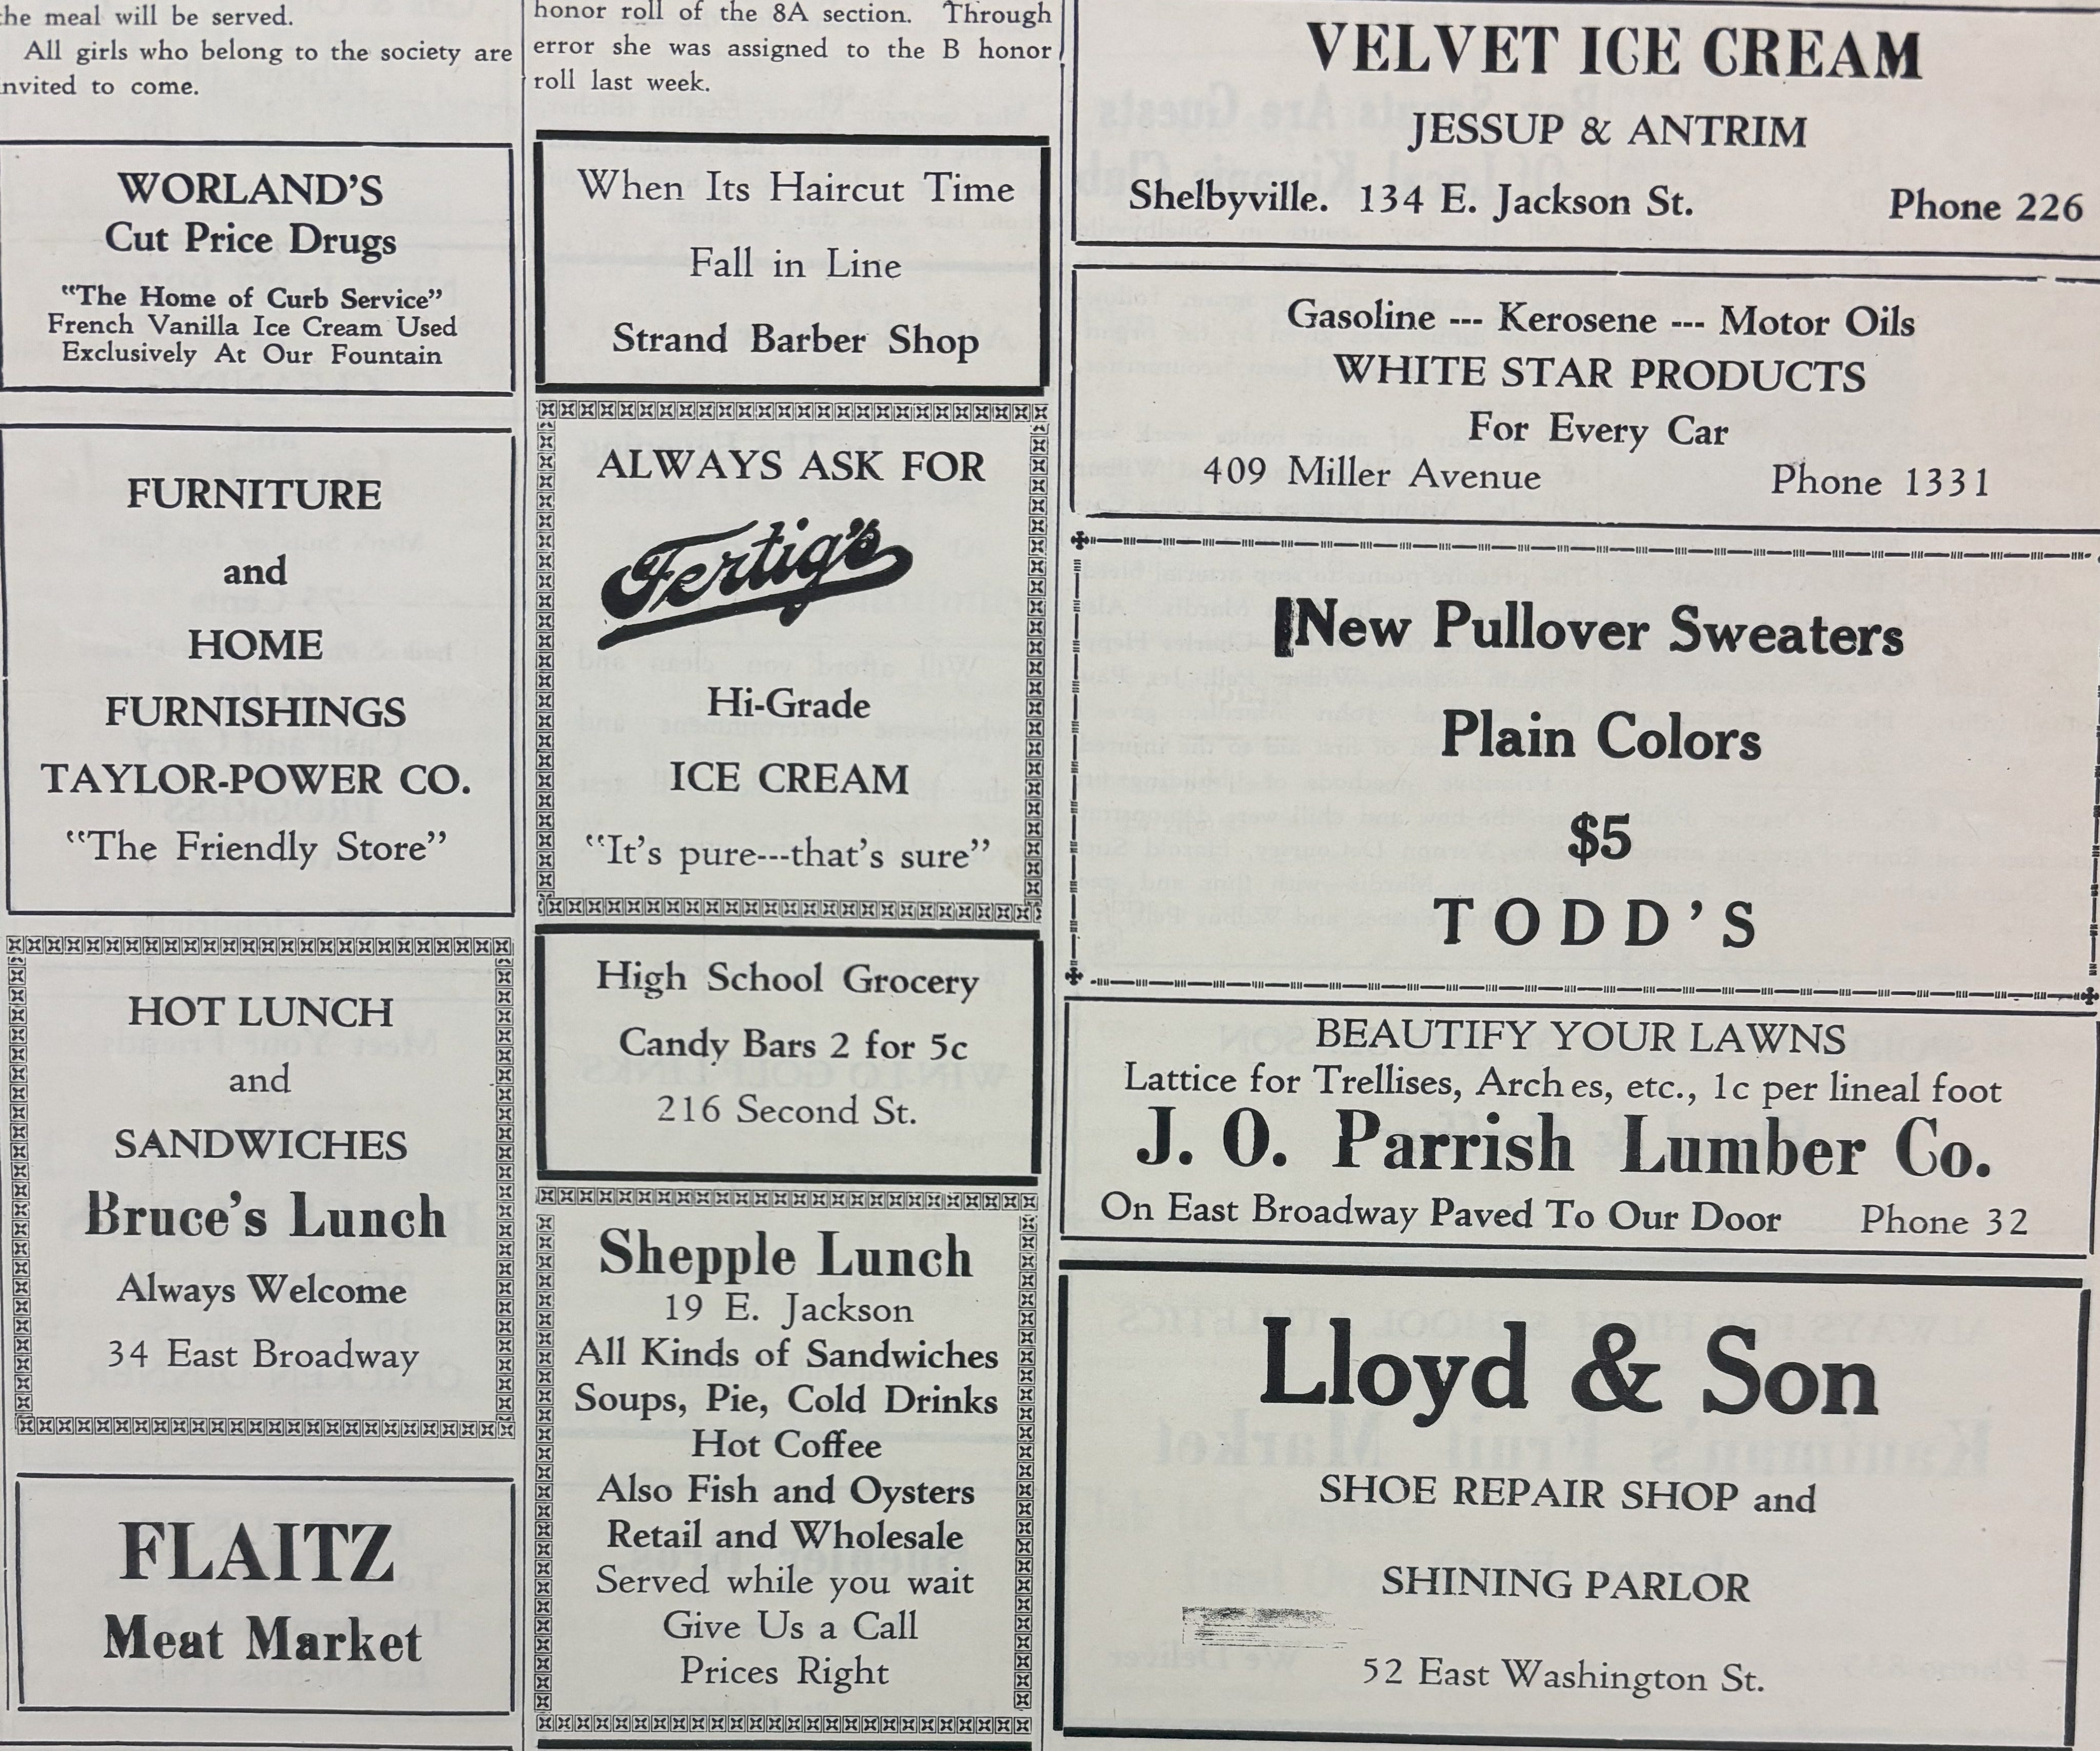 the meal will be served.
All girls who belong to the society are
invited to come.
WORLAND'S
Cut Price Drugs
"The Home of Curb Service"
French Vanilla Ice Cream Used
Exclusively At Our Fountain
FURNITURE
and
HOME
FURNISHINGS
TAYLOR-POWER CO.
"The Friendly Store"
HOT LUNCH
and
SANDWICHES
Bruce's Lunch
Always Welcome
34 East Broadway
FLAITZ
Meat Market
honor roll of the 8A section. Through
error she was assigned to the B honor
roll last week.
When Its Haircut Time
Fall in Line
Strand Barber Shop
ALWAYS ASK FOR
Fertig's
Hi-Grade
ICE CREAM
"It's pure---that's sure"
High School Grocery
Candy Bars 2 for 5c
216 Second St.
Shepple Lunch
19 E. Jackson
All Kinds of Sandwiches
Soups, Pie, Cold Drinks
Hot Coffee
Also Fish and Oysters
Retail and Wholesale
Served while you wait
Give Us a Call
Prices Right
VELVET ICE CREAM
JESSUP & ANTRIM
Shelbyville. 134 E. Jackson St. Phone 226
Gasoline --- Kerosene --- Motor Oils
WHITE STAR PRODUCTS
For Every Car
409 Miller Avenue Phone 1331
New Pullover Sweaters
Plain Colors
$5
TODD'S
BEAUTIFY YOUR LAWNS
Lattice for Trellises, Arches, etc., 1c per lineal foot
J. O. Parrish Lumber Co.
On East Broadway Paved To Our Door Phone 32
Lloyd & Son
SHOE REPAIR SHOP and
SHINING PARLOR
52 East Washington St.